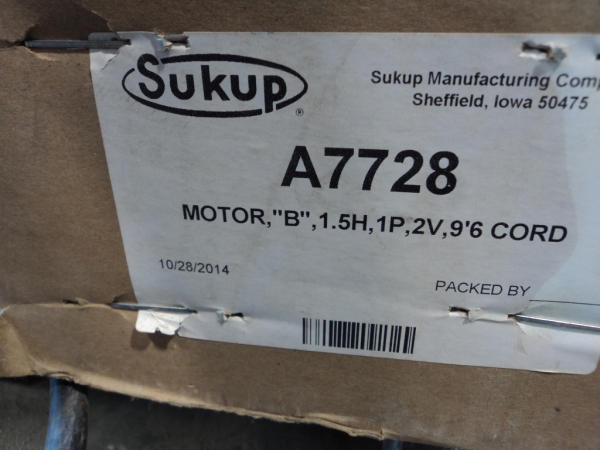 Sukup
Sukup Manufacturing Comp
Sheffield, Iowa 50475
A7728
MOTOR,"B",1.5H,1P,2V,9'6 CORD
10/28/2014
PACKED BY